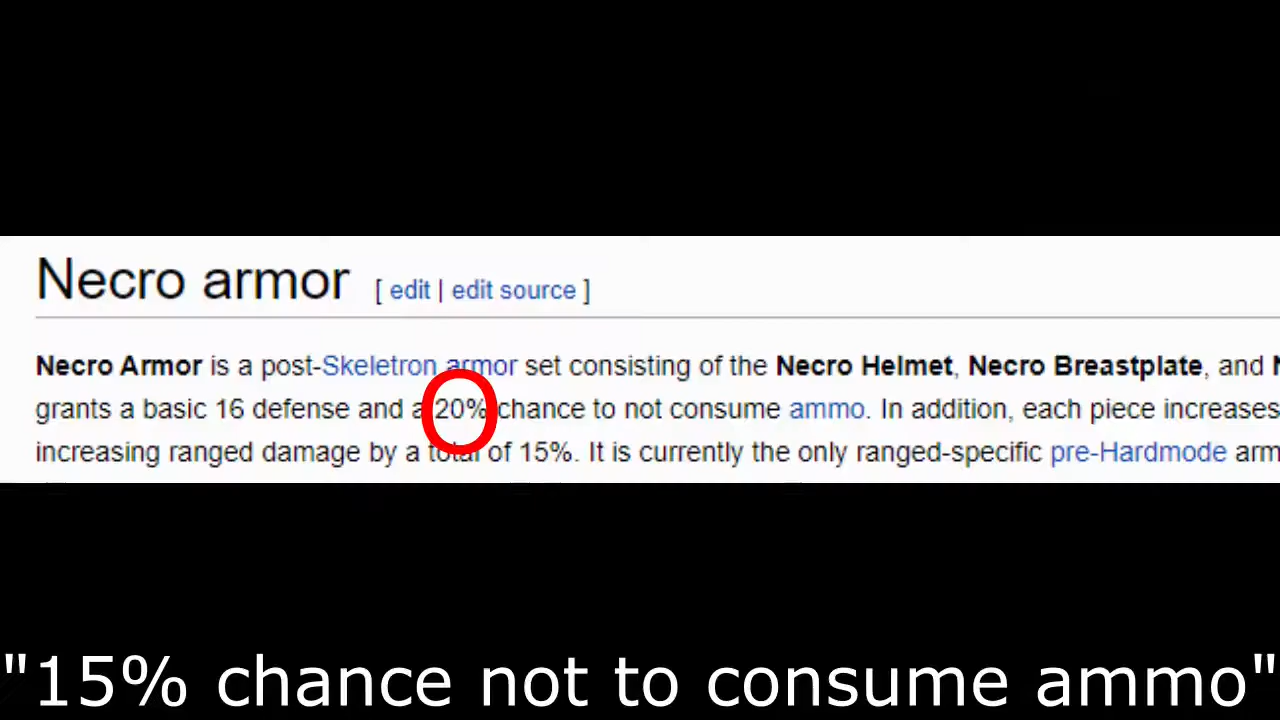 Necro armor [ edit | edit source ]
Necro Armor is a post-Skeletron armor set consisting of the Necro Helmet, Necro Breastplate, and
grants a basic 16 defense and a 20% chance to not consume ammo. In addition, each piece increases
increasing ranged damage by a total of 15%. It is currently the only ranged-specific pre-Hardmode arm
"15% chance not to consume ammo"